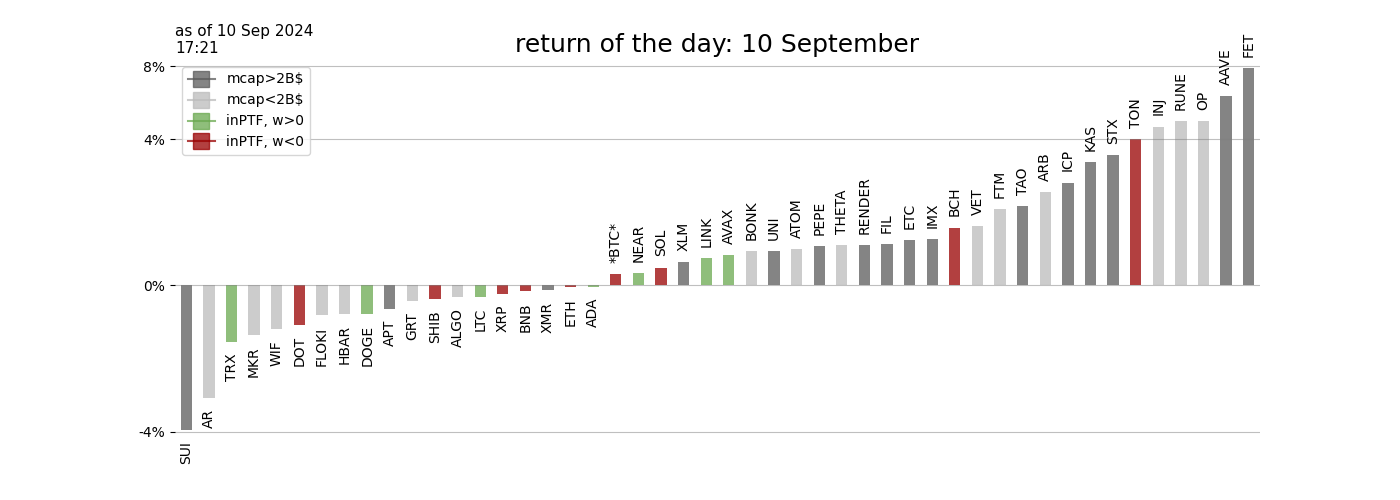 as of 10 Sep 2024
17:21
return of the day: 10 September
8%
4%
0%
-4%
mcap>2B$
mcap<2B$
inPTF, w>0
inPTF, w<0
SUI
AR
TRX
MKR
WIF
DOT
FLOKI
HBAR
DOGE
APT
GRT
SHIB
ALGO
LTC
XRP
BNB
XMR
ETH
ADA
*BTC*
NEAR
SOL
XLM
LINK
AVAX
BONK
UNI
ATOM
PEPE
THETA
RENDER
FIL
ETC
IMX
BCH
VET
FTM
TAO
ARB
ICP
KAS
STX
TON
INJ
RUNE
OP
AAVE
FET